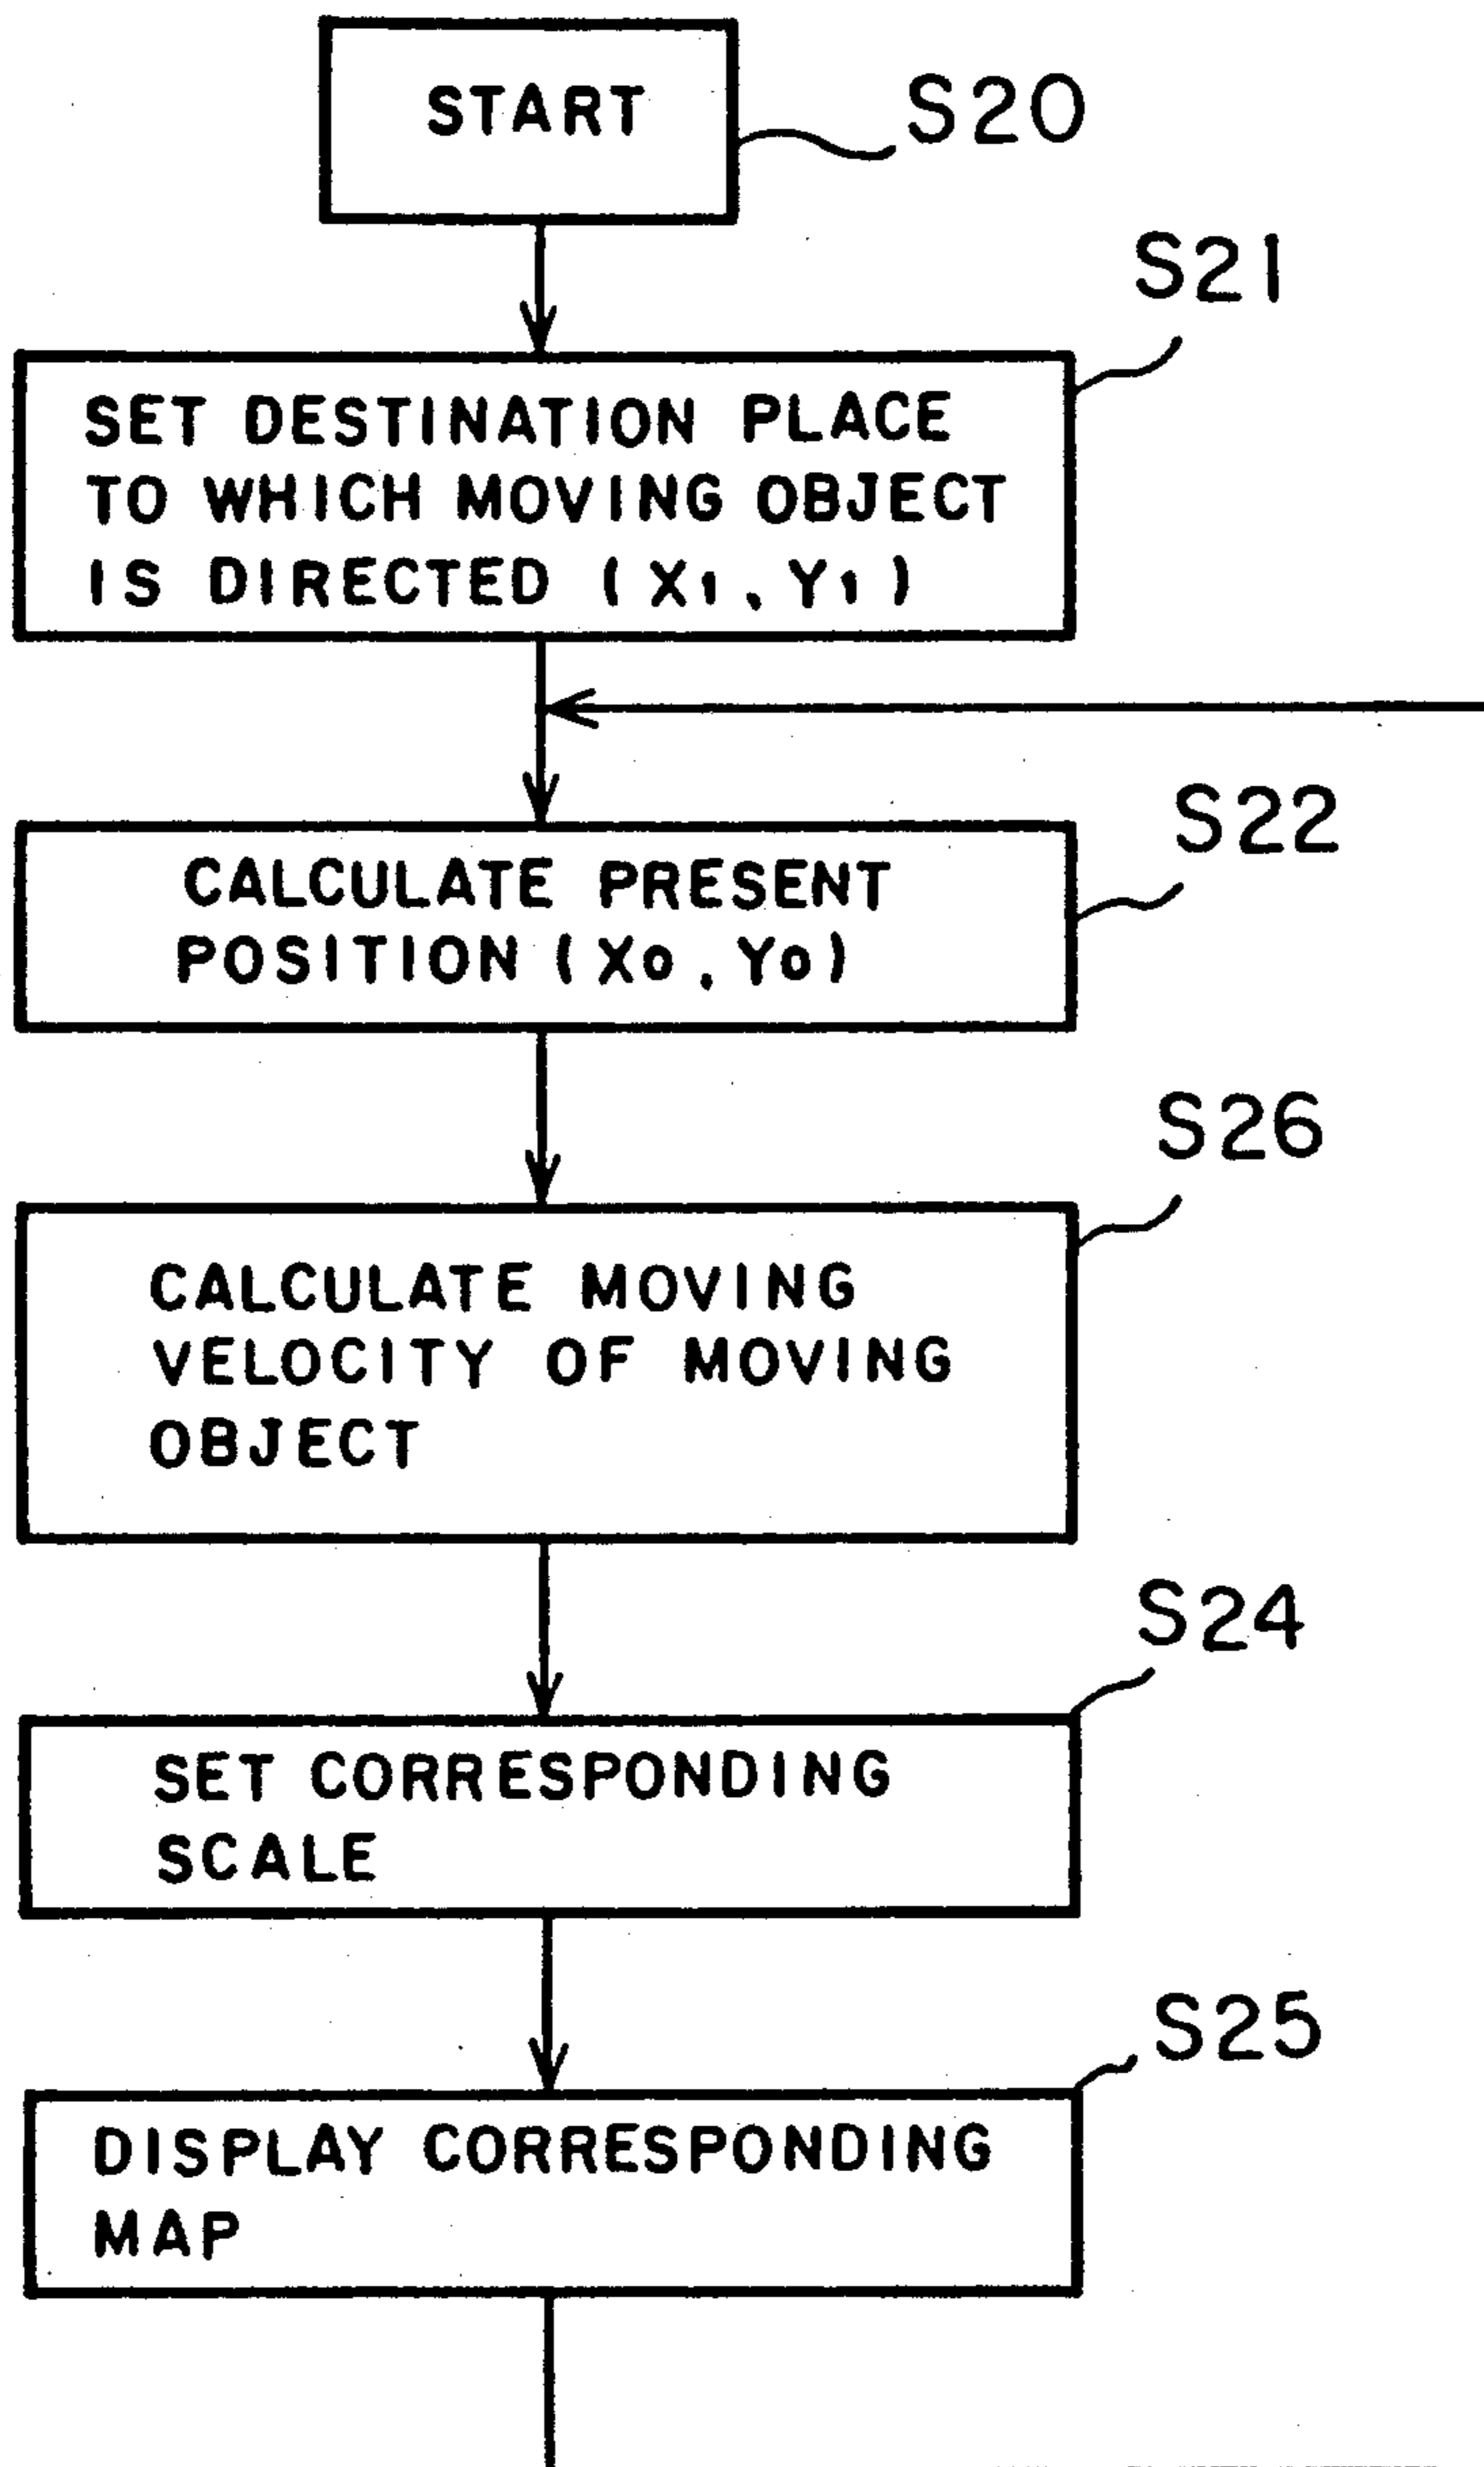 START
S20
S21
SET DESTINATION PLACE
TO WHICH MOVING OBJECT
IS DIRECTED (X1, Y1)
S22
CALCULATE PRESENT
POSITION (X0, Y0)
S26
CALCULATE MOVING
VELOCITY OF MOVING
OBJECT
S24
SET CORRESPONDING
SCALE
S25
DISPLAY CORRESPONDING
MAP